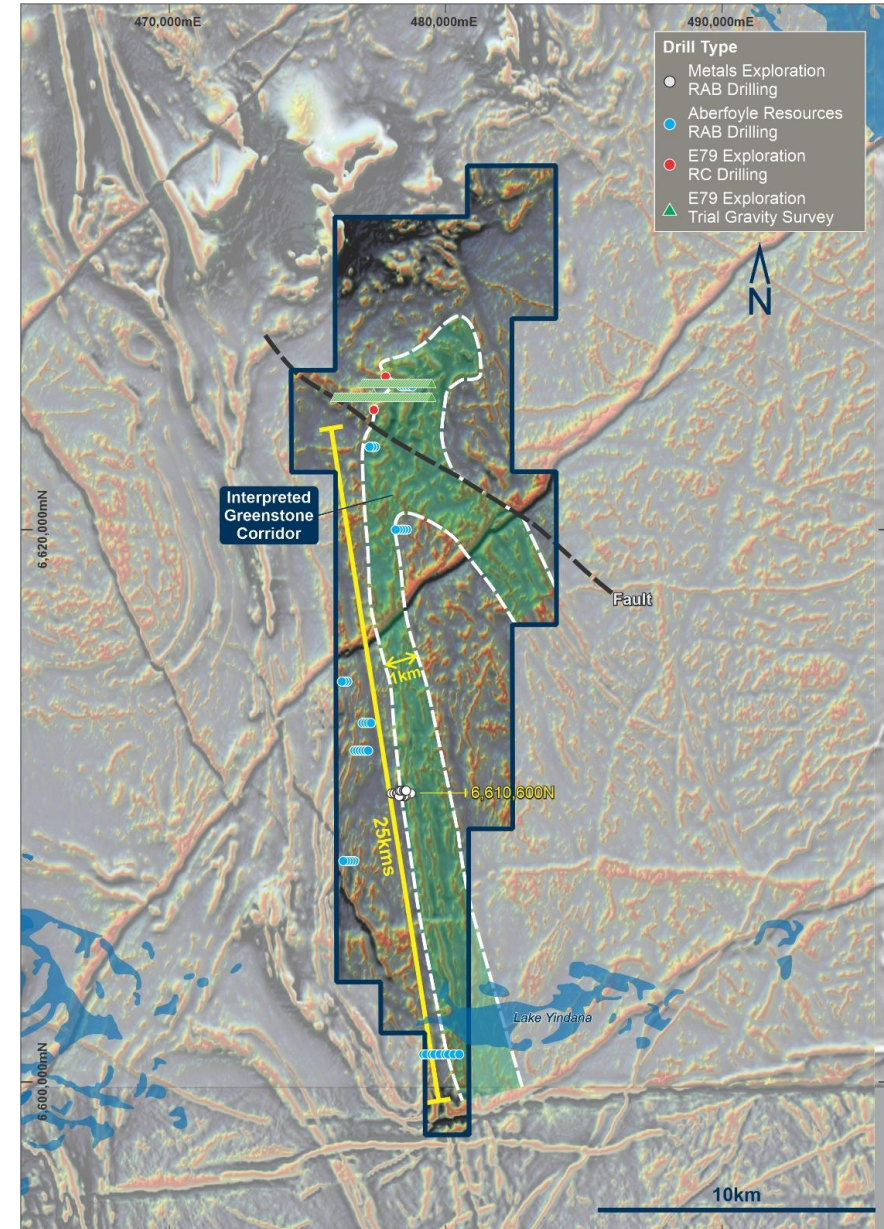 470,000mE
480,000mE
490,000mE
Drill Type
Metals Exploration
RAB Drilling
Aberfoyle Resources
RAB Drilling
E79 Exploration
RC Drilling
E79 Exploration
Trial Gravity Survey
N
Interpreted
Greenstone
Corridor
6,620,000mN
Fault
1km
6,610,600N
25kms
Lake Yindana
6,600,000mN
10km